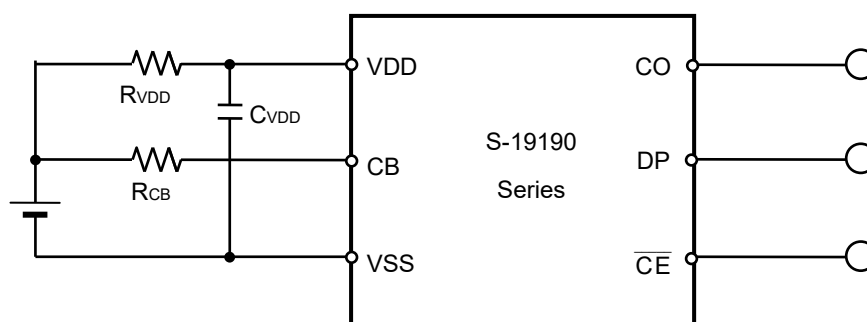 VDD
CO
RVDD
CVDD
S-19190
CB
DP
Series
RCB
VSS
CE